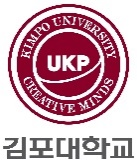 KIMPO UNIVERSITY
UKP
CREATIVE MINDS
김포대학교